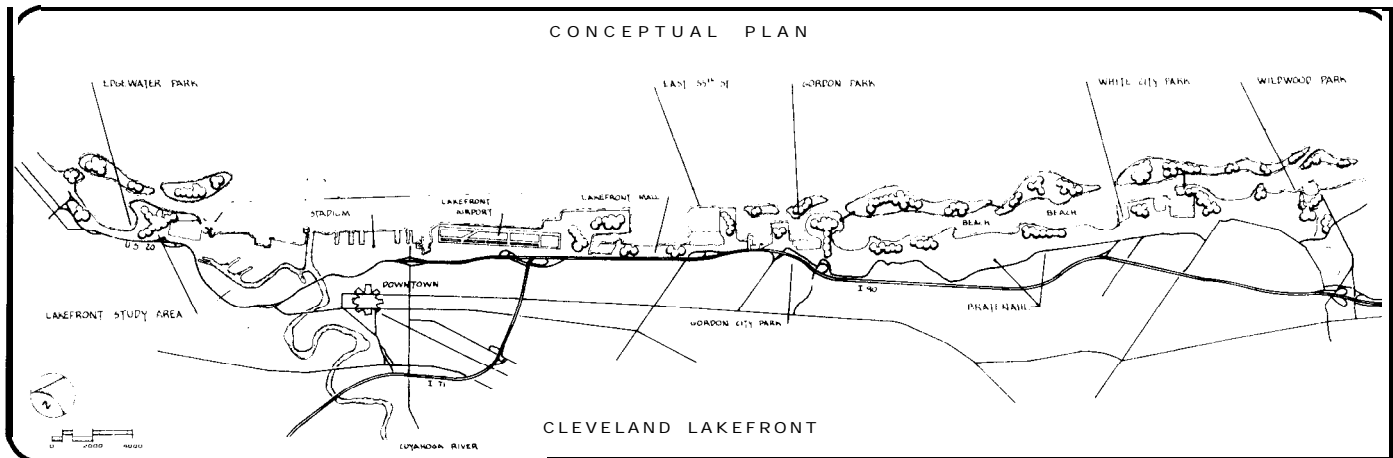 CONCEPTUAL PLAN
EDGEWATER PARK
EAST 55TH ST
GORDON PARK
WHITE CITY PARK
WILDWOOD PARK
STADIUM
LAKEFRONT
AIRPORT
LAKEFRONT MALL
BEACH
BEACH
U S 20
DOWNTOWN
I 90
BRATENAHL
LAKEFRONT STUDY AREA
GORDON CITY PARK
I 71
N
0 2000 4000
CUYAHOGA RIVER
CLEVELAND LAKEFRONT